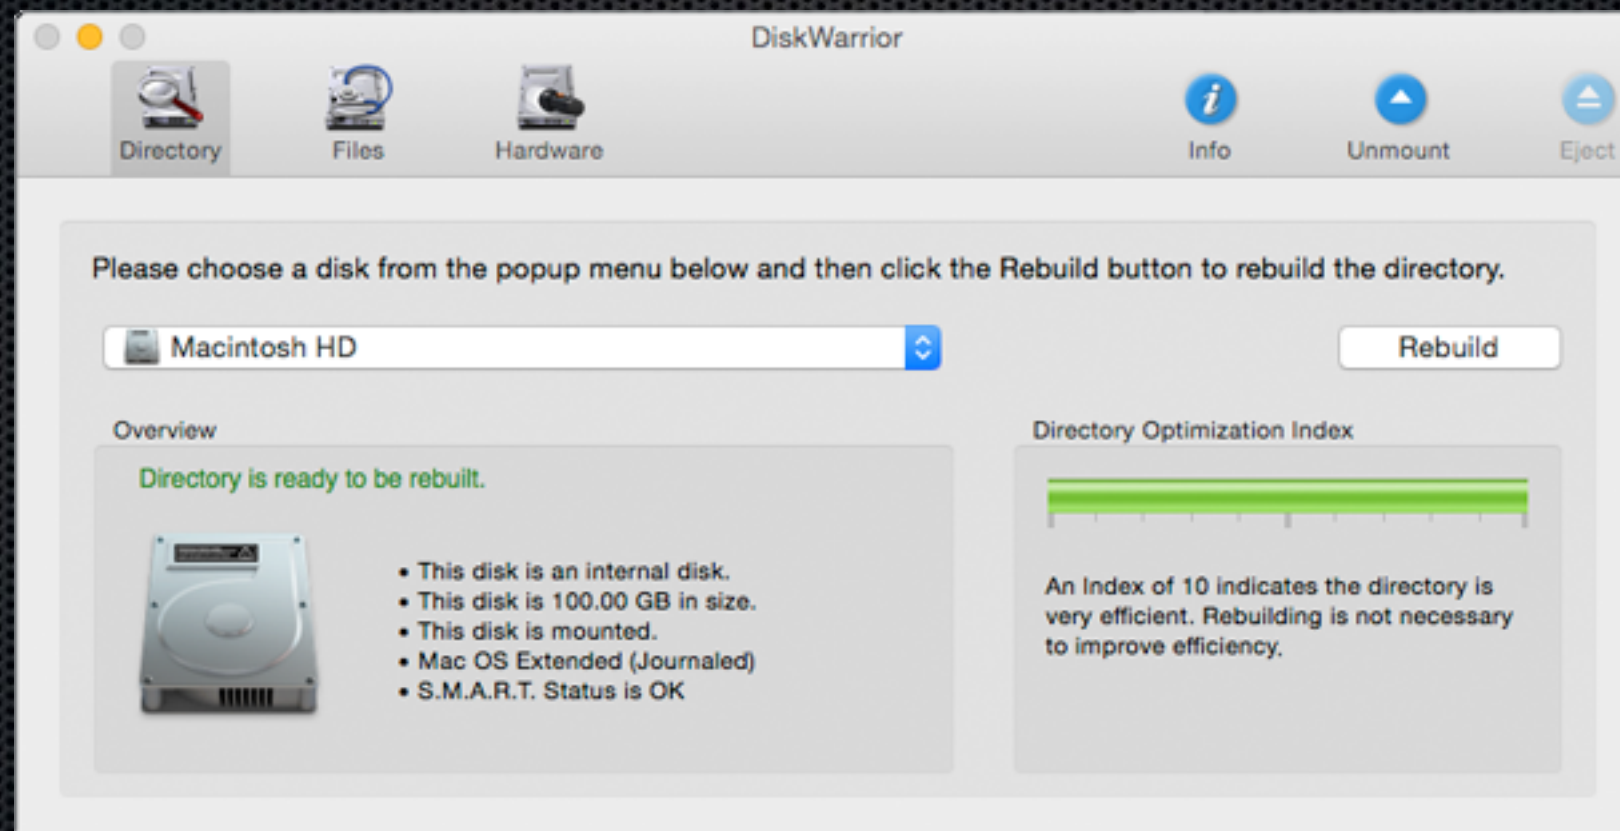 DiskWarrior
Directory
Files
Hardware
Info
Unmount
Eject
Please choose a disk from the popup menu below and then click the Rebuild button to rebuild the directory.
Macintosh HD
Rebuild
Overview
Directory is ready to be rebuilt.
• This disk is an internal disk.
• This disk is 100.00 GB in size.
• This disk is mounted.
• Mac OS Extended (Journaled)
• S.M.A.R.T. Status is OK
Directory Optimization Index
An Index of 10 indicates the directory is
very efficient. Rebuilding is not necessary
to improve efficiency.